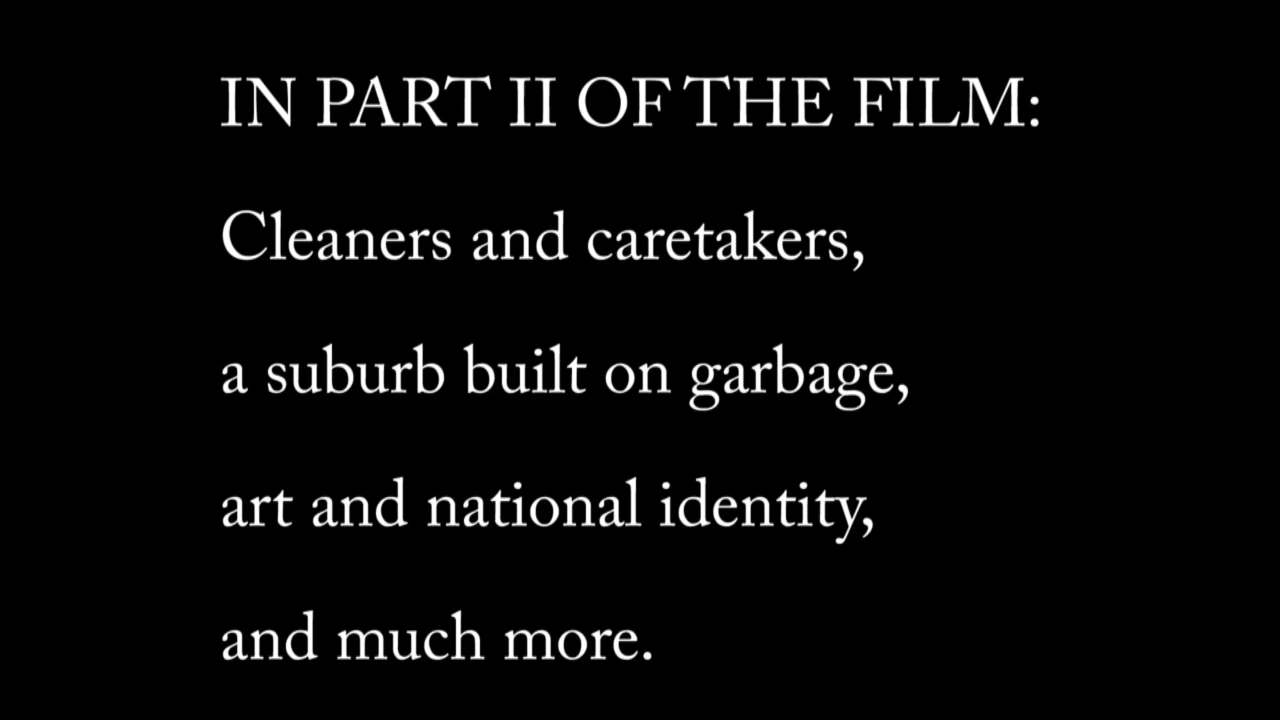 IN PART II OF THE FILM:
Cleaners and caretakers,
a suburb built on garbage,
art and national identity,
and much more.